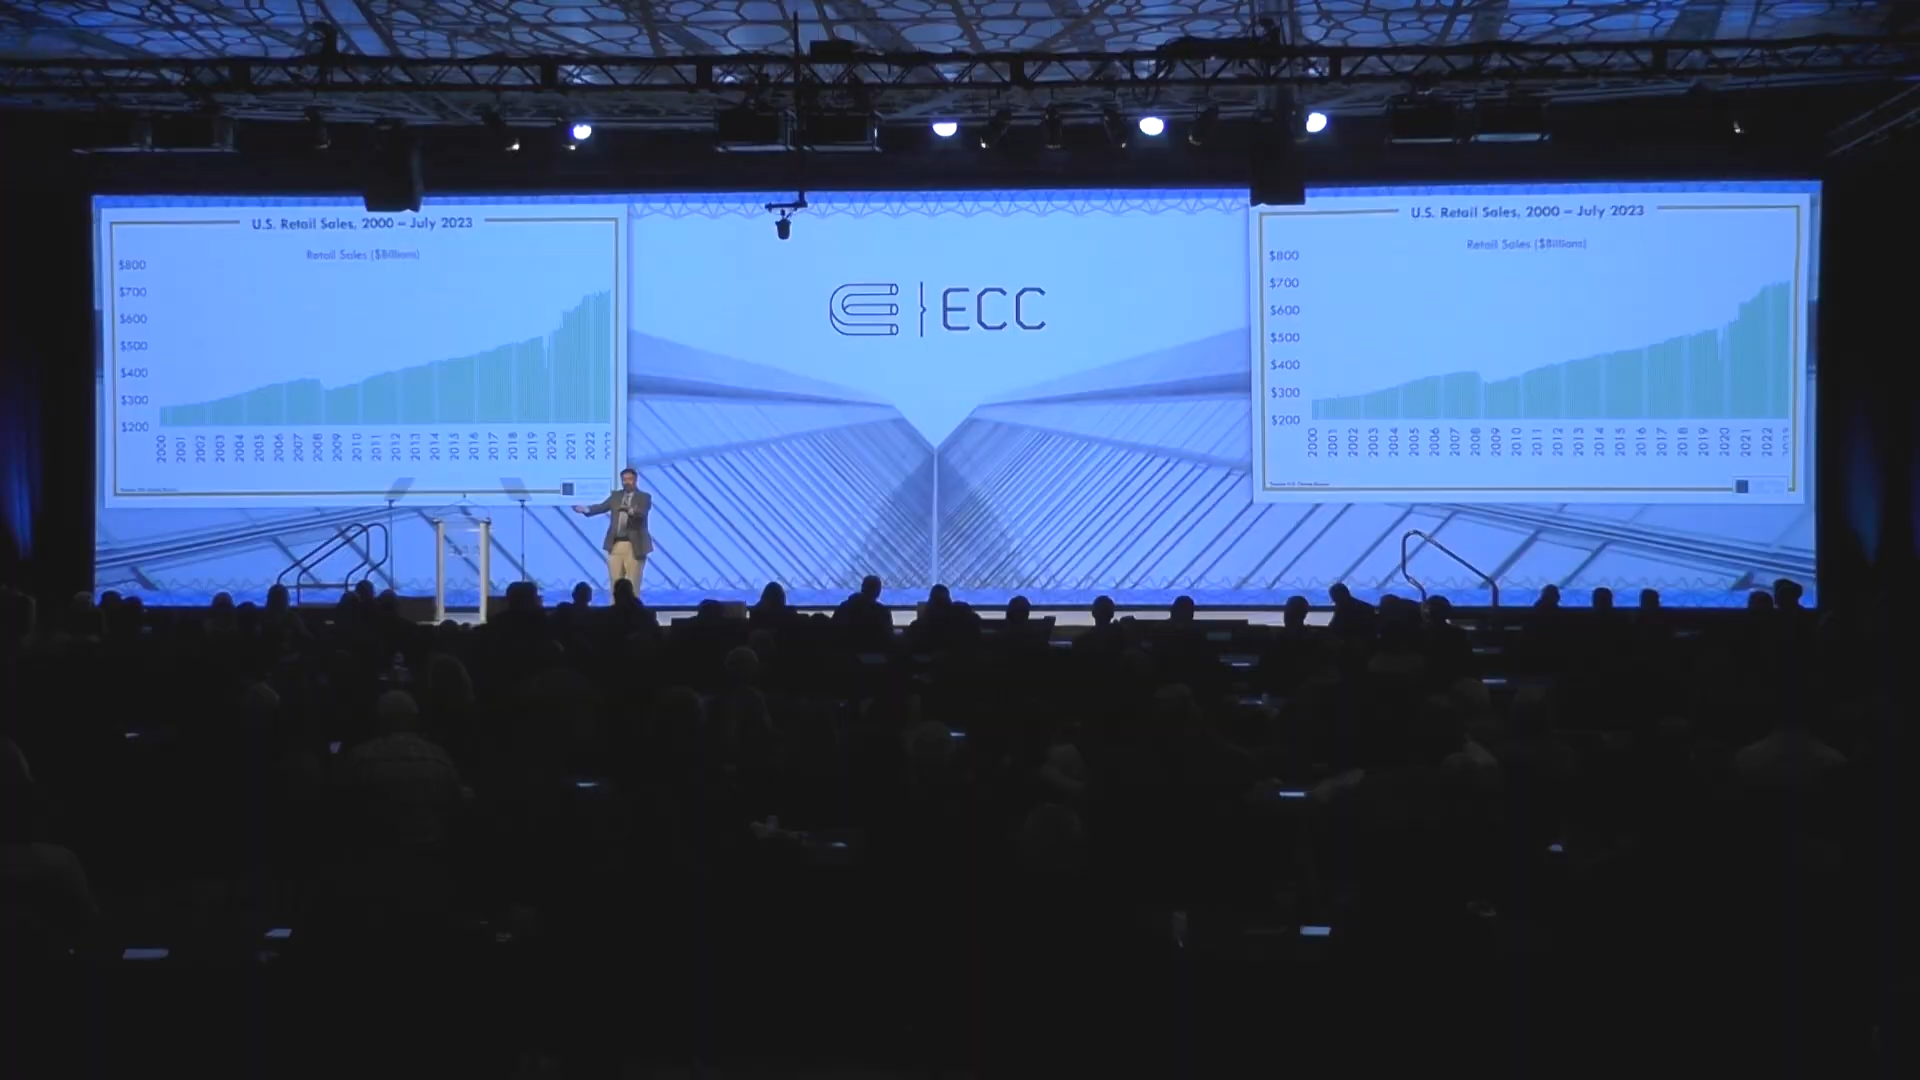 U.S. Retail Sales, 2000 – July 2023
Retail Sales ($Billions)
$800
$700
$600
$500
$400
$300
$200
2000 2001 2002 2003 2004 2005 2006 2007 2008 2009 2010 2011 2012 2013 2014 2015 2016 2017 2018 2019 2020 2021 2022 2023
ECC
U.S. Retail Sales, 2000 – July 2023
Retail Sales ($Billions)
$800
$700
$600
$500
$400
$300
$200
2000 2001 2002 2003 2004 2005 2006 2007 2008 2009 2010 2011 2012 2013 2014 2015 2016 2017 2018 2019 2020 2021 2022 2023